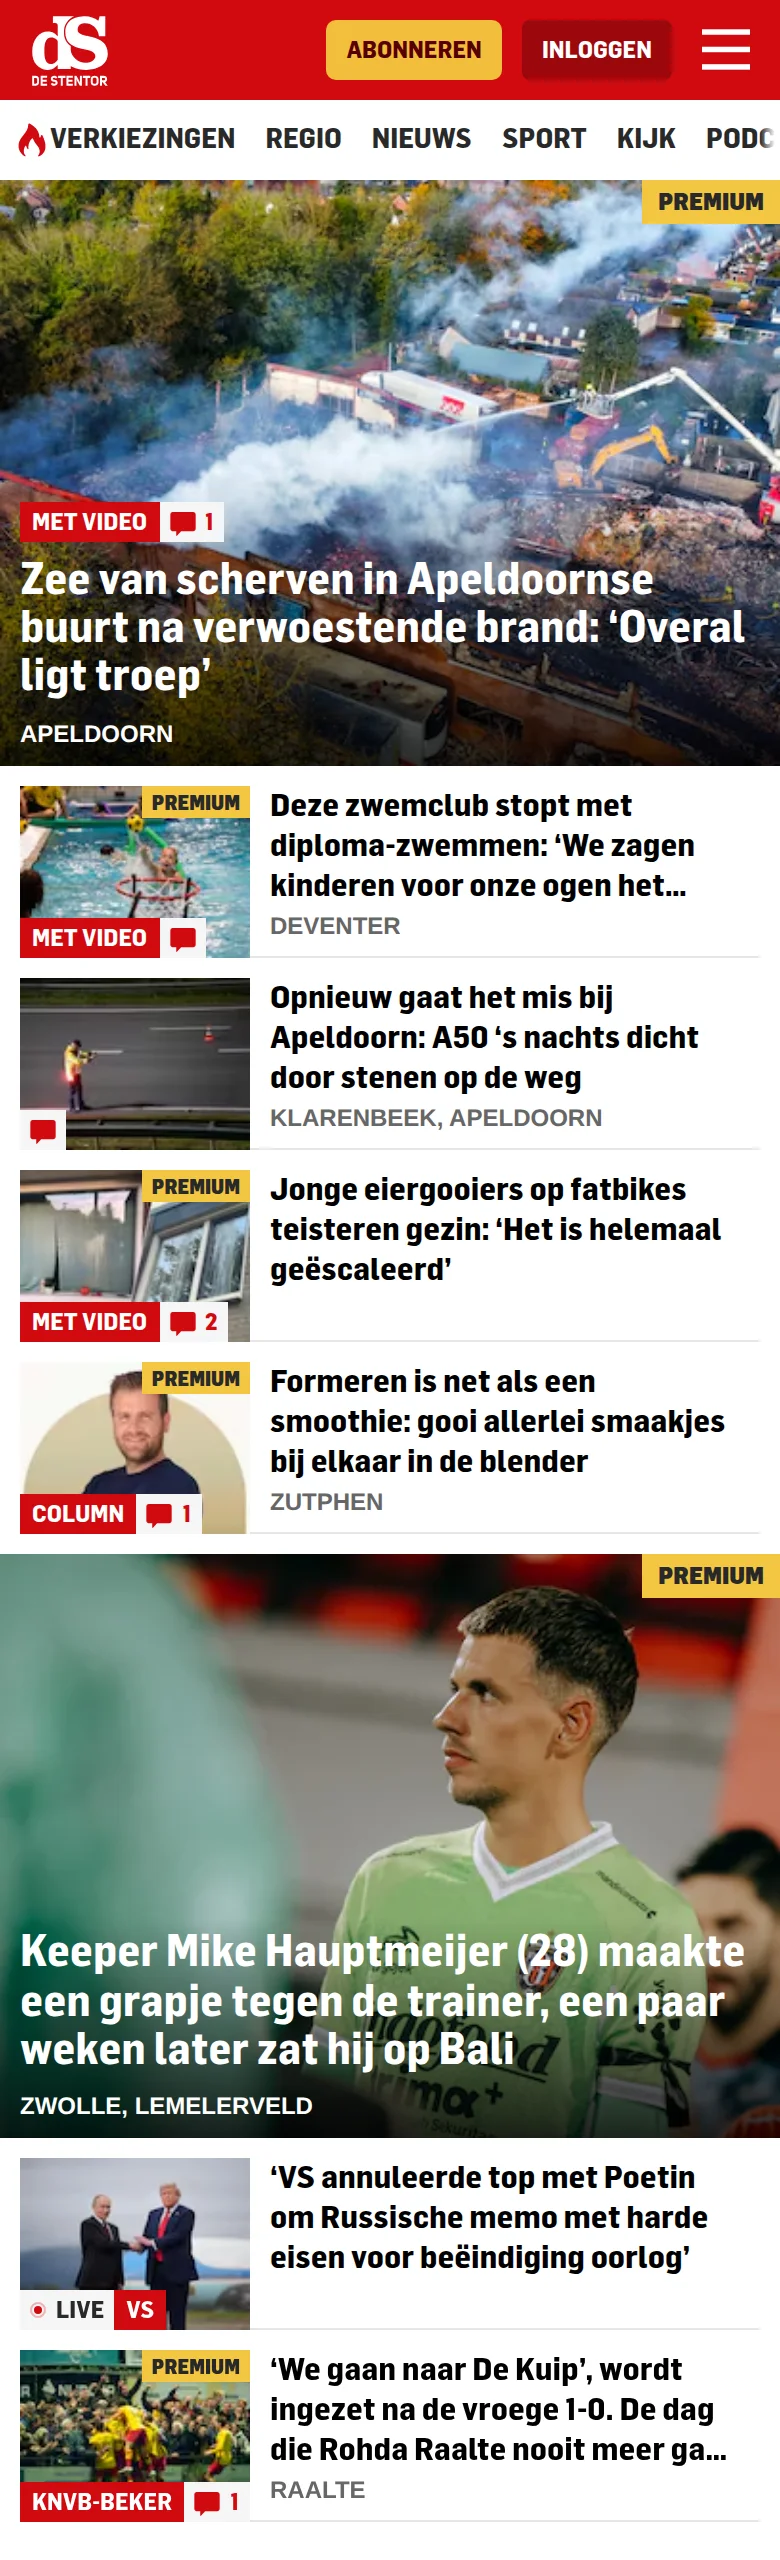 dS
DE STENTOR
ABONNEREN
INLOGGEN
VERKIEZINGEN REGIO NIEUWS SPORT KIJK PODC
PREMIUM
MET VIDEO 1
Zee van scherven in Apeldoornse
buurt na verwoestende brand: ‘Overal
ligt troep’
APELDOORN
PREMIUM
MET VIDEO
Deze zwemclub stopt met
diploma-zwemmen: ‘We zagen
kinderen voor onze ogen het...
DEVENTER
Opnieuw gaat het mis bij
Apeldoorn: A50 ‘s nachts dicht
door stenen op de weg
KLARENBEEK, APELDOORN
PREMIUM
MET VIDEO 2
Jonge eiergooiers op fatbikes
teisteren gezin: ‘Het is helemaal
geëscaleerd’
PREMIUM
COLUMN 1
Formeren is net als een
smoothie: gooi allerlei smaakjes
bij elkaar in de blender
ZUTPHEN
PREMIUM
Keeper Mike Hauptmeijer (28) maakte
een grapje tegen de trainer, een paar
weken later zat hij op Bali
ZWOLLE, LEMELERVELD
LIVE VS
‘VS annuleerde top met Poetin
om Russische memo met harde
eisen voor beëindiging oorlog’
PREMIUM
KNVB-BEKER 1
‘We gaan naar De Kuip’, wordt
ingezet na de vroege 1-0. De dag
die Rohda Raalte nooit meer ga...
RAALTE